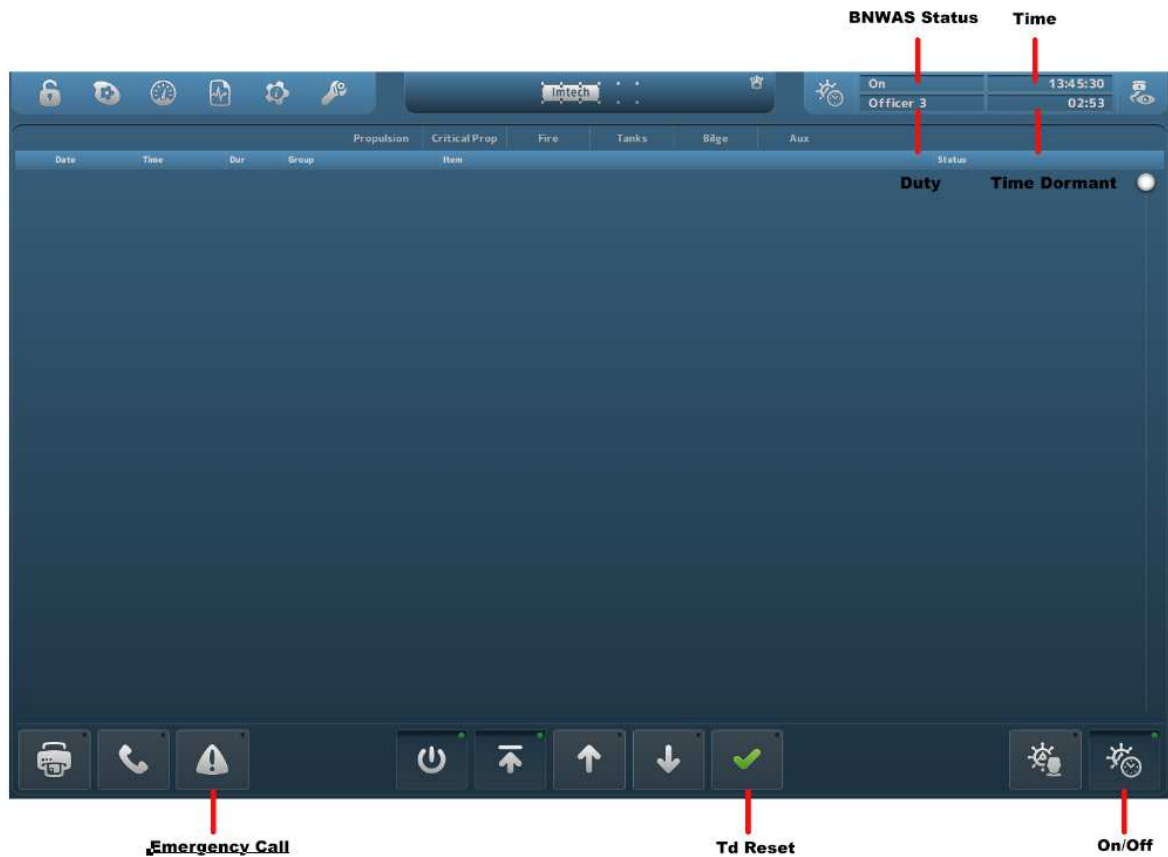 BNWAS Status Time
Imtech
On 13:45:30
Officer 3 02:53
Propulsion Critical Prop Fire Tanks Bilge Aux
Date Time Dur Group Item Status
Duty Time Dormant
Emergency Call Td Reset On/Off